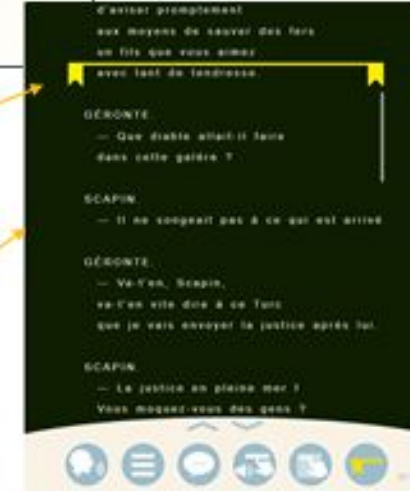 d'aviser promptement
aux moyens de sauver des fers
un fils que vous aimez
avec tant de tendresse.
GÉRONTE.
— Que diable allait-il faire
dans cette galère ?
SCAPIN.
— Il ne songeait pas à ce qui est arrivé
GÉRONTE.
— Va-t'en, Scapin,
va-t'en vite dire à ce Turc
que je vais envoyer la justice après lui.
SCAPIN.
— La justice en pleine mer !
Vous moquez-vous des gens ?